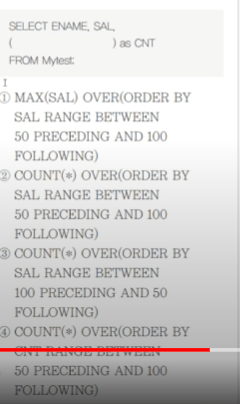 SELECT ENAME, SAL,
( ) as CNT
FROM Mytest;
① MAX(SAL) OVER(ORDER BY
SAL RANGE BETWEEN
50 PRECEDING AND 100
FOLLOWING)
② COUNT(*) OVER(ORDER BY
SAL RANGE BETWEEN
50 PRECEDING AND 100
FOLLOWING)
③ COUNT(*) OVER(ORDER BY
SAL RANGE BETWEEN
100 PRECEDING AND 50
FOLLOWING)
④ COUNT(*) OVER(ORDER BY
CNT RANGE BETWEEN
50 PRECEDING AND 100
FOLLOWING)